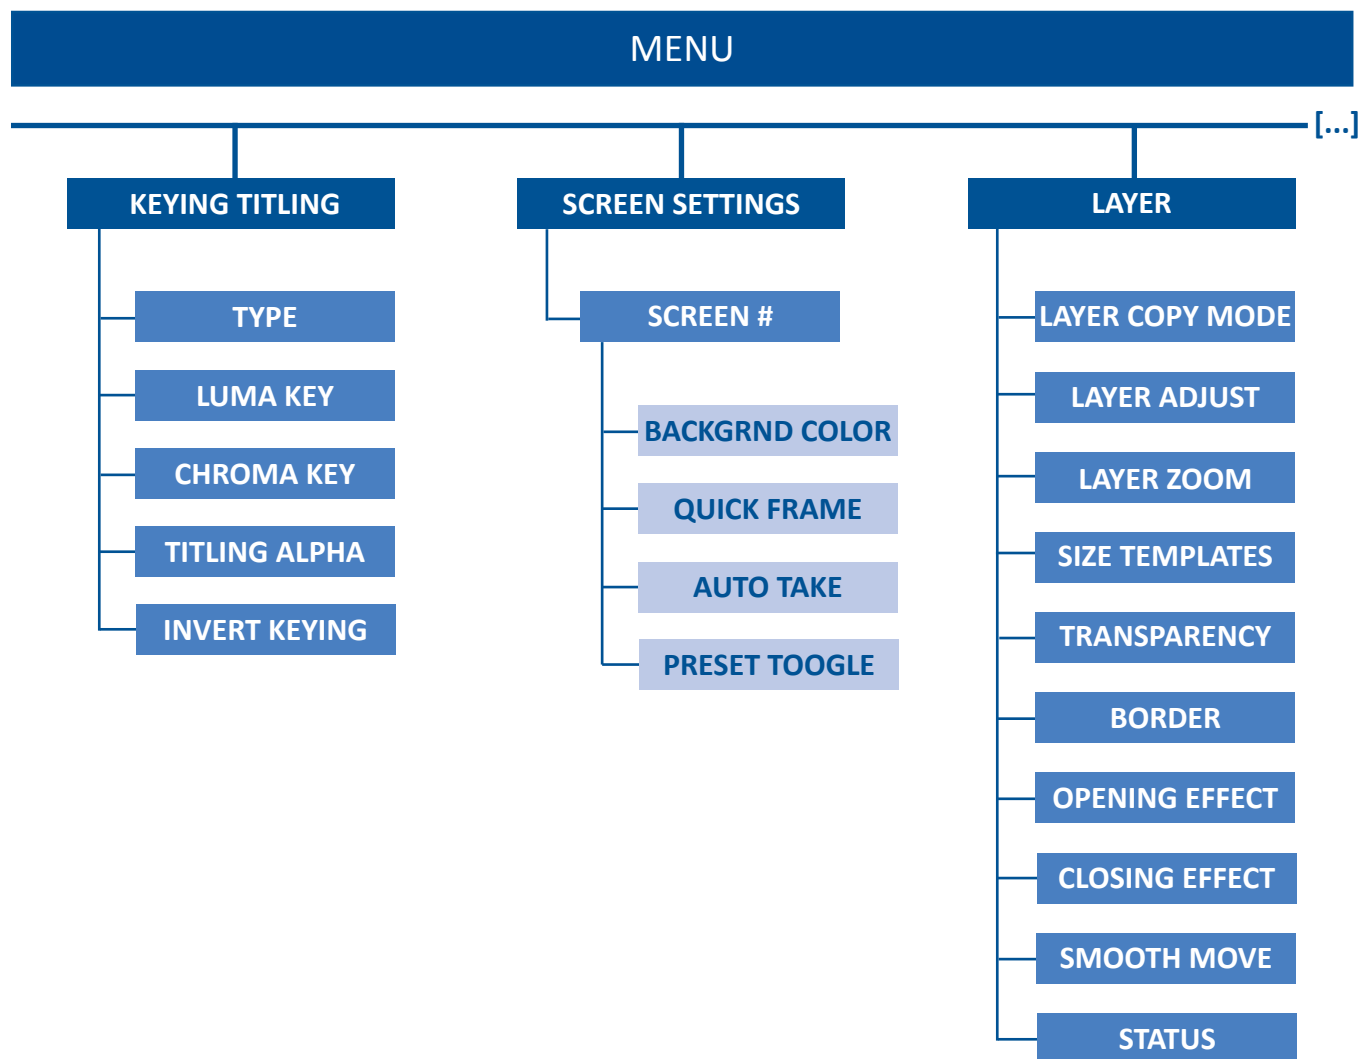 MENU
[...]
KEYING TITLING
TYPE
LUMA KEY
CHROMA KEY
TITLING ALPHA
INVERT KEYING
SCREEN SETTINGS
SCREEN #
BACKGRND COLOR
QUICK FRAME
AUTO TAKE
PRESET TOOGLE
LAYER
LAYER COPY MODE
LAYER ADJUST
LAYER ZOOM
SIZE TEMPLATES
TRANSPARENCY
BORDER
OPENING EFFECT
CLOSING EFFECT
SMOOTH MOVE
STATUS